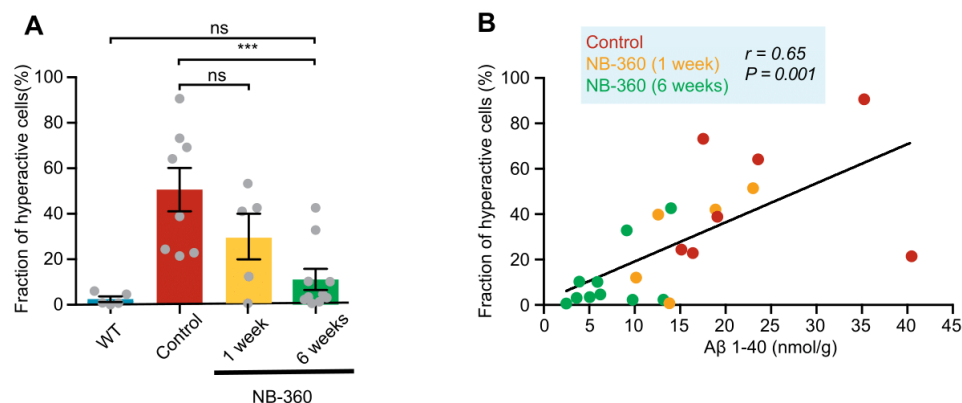 A
ns
***
ns
Fraction of hyperactive cells(%)
100
80
60
40
20
0
WT
Control
1 week
6 weeks
NB-360
B
Control
NB-360 (1 week)
NB-360 (6 weeks)
r = 0.65
P = 0.001
Fraction of hyperactive cells (%)
100
80
60
40
20
0
0 5 10 15 20 25 30 35 40 45
Aβ 1-40 (nmol/g)